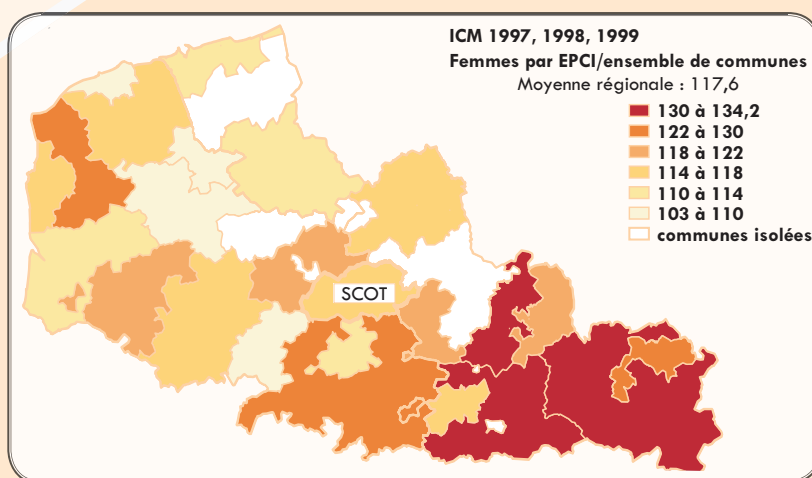 ICM 1997, 1998, 1999
Femmes par EPCI/ensemble de communes
Moyenne régionale : 117,6
130 à 134,2
122 à 130
118 à 122
114 à 118
110 à 114
103 à 110
communes isolées
SCOT